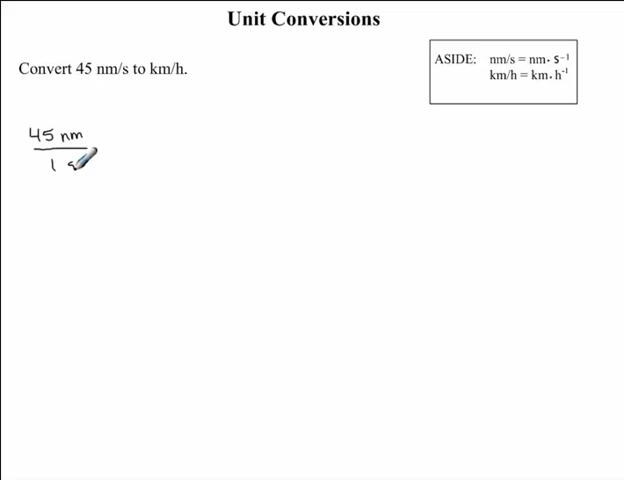 Unit Conversions
Convert 45 nm/s to km/h.
ASIDE: nm/s = nm· s⁻¹
km/h = km· h⁻¹
45 nm
1 s